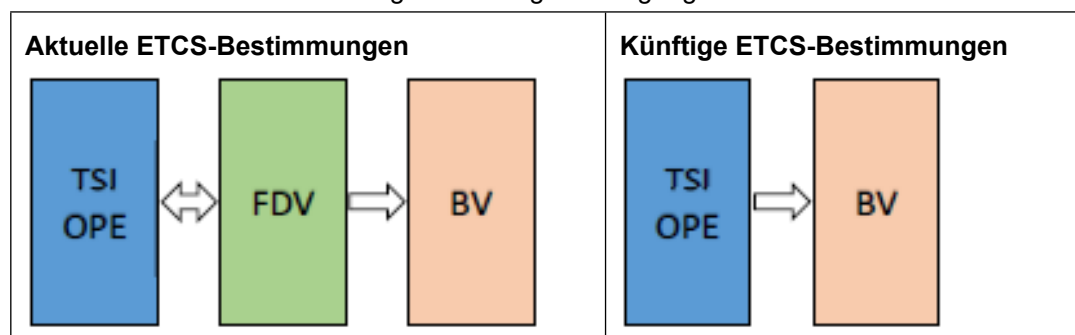 Aktuelle ETCS-Bestimmungen
TSI
OPE
FDV
BV
Künftige ETCS-Bestimmungen
TSI
OPE
BV